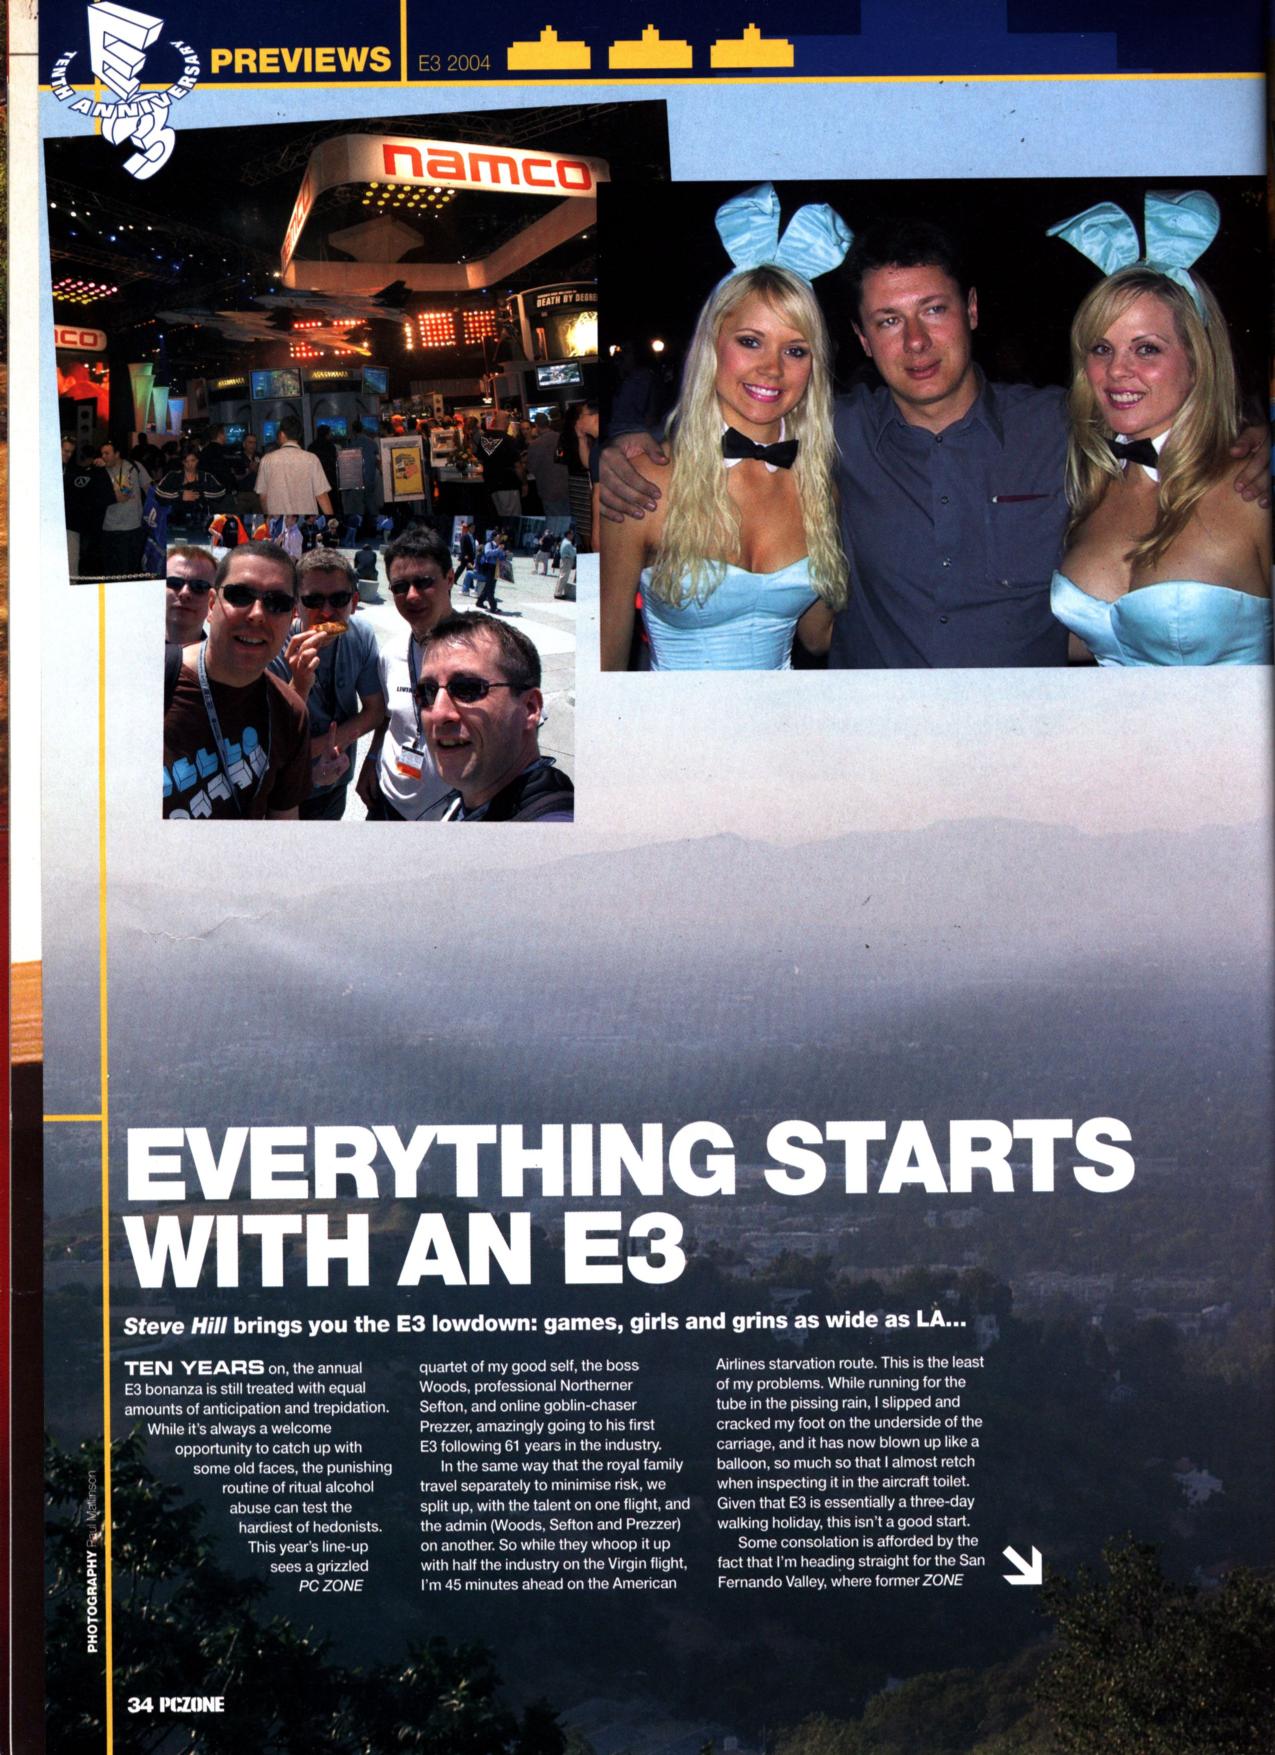 E3
TENTH ANNIVERSARY
PREVIEWS
E3 2004
namco
namco
NCO
DEATH BY DEGRE
EVERYTHING STARTS
WITH AN E3
Steve Hill brings you the E3 lowdown: games, girls and grins as wide as LA...
TEN YEARS on, the annual
E3 bonanza is still treated with equal
amounts of anticipation and trepidation.
While it's always a welcome
opportunity to catch up with
some old faces, the punishing
routine of ritual alcohol
abuse can test the
hardiest of hedonists.
This year's line-up
sees a grizzled
PC ZONE
quartet of my good self, the boss
Woods, professional Northerner
Sefton, and online goblin-chaser
Prezzer, amazingly going to his first
E3 following 61 years in the industry.
In the same way that the royal family
travel separately to minimise risk, we
split up, with the talent on one flight, and
the admin (Woods, Sefton and Prezzer)
on another. So while they whoop it up
with half the industry on the Virgin flight,
I'm 45 minutes ahead on the American
Airlines starvation route. This is the least
of my problems. While running for the
tube in the pissing rain, I slipped and
cracked my foot on the underside of the
carriage, and it has now blown up like a
balloon, so much so that I almost retch
when inspecting it in the aircraft toilet.
Given that E3 is essentially a three-day
walking holiday, this isn't a good start.
Some consolation is afforded by the
fact that I'm heading straight for the San
Fernando Valley, where former ZONE
PHOTOGRAPHY Paul Mallinson
34 PCZONE